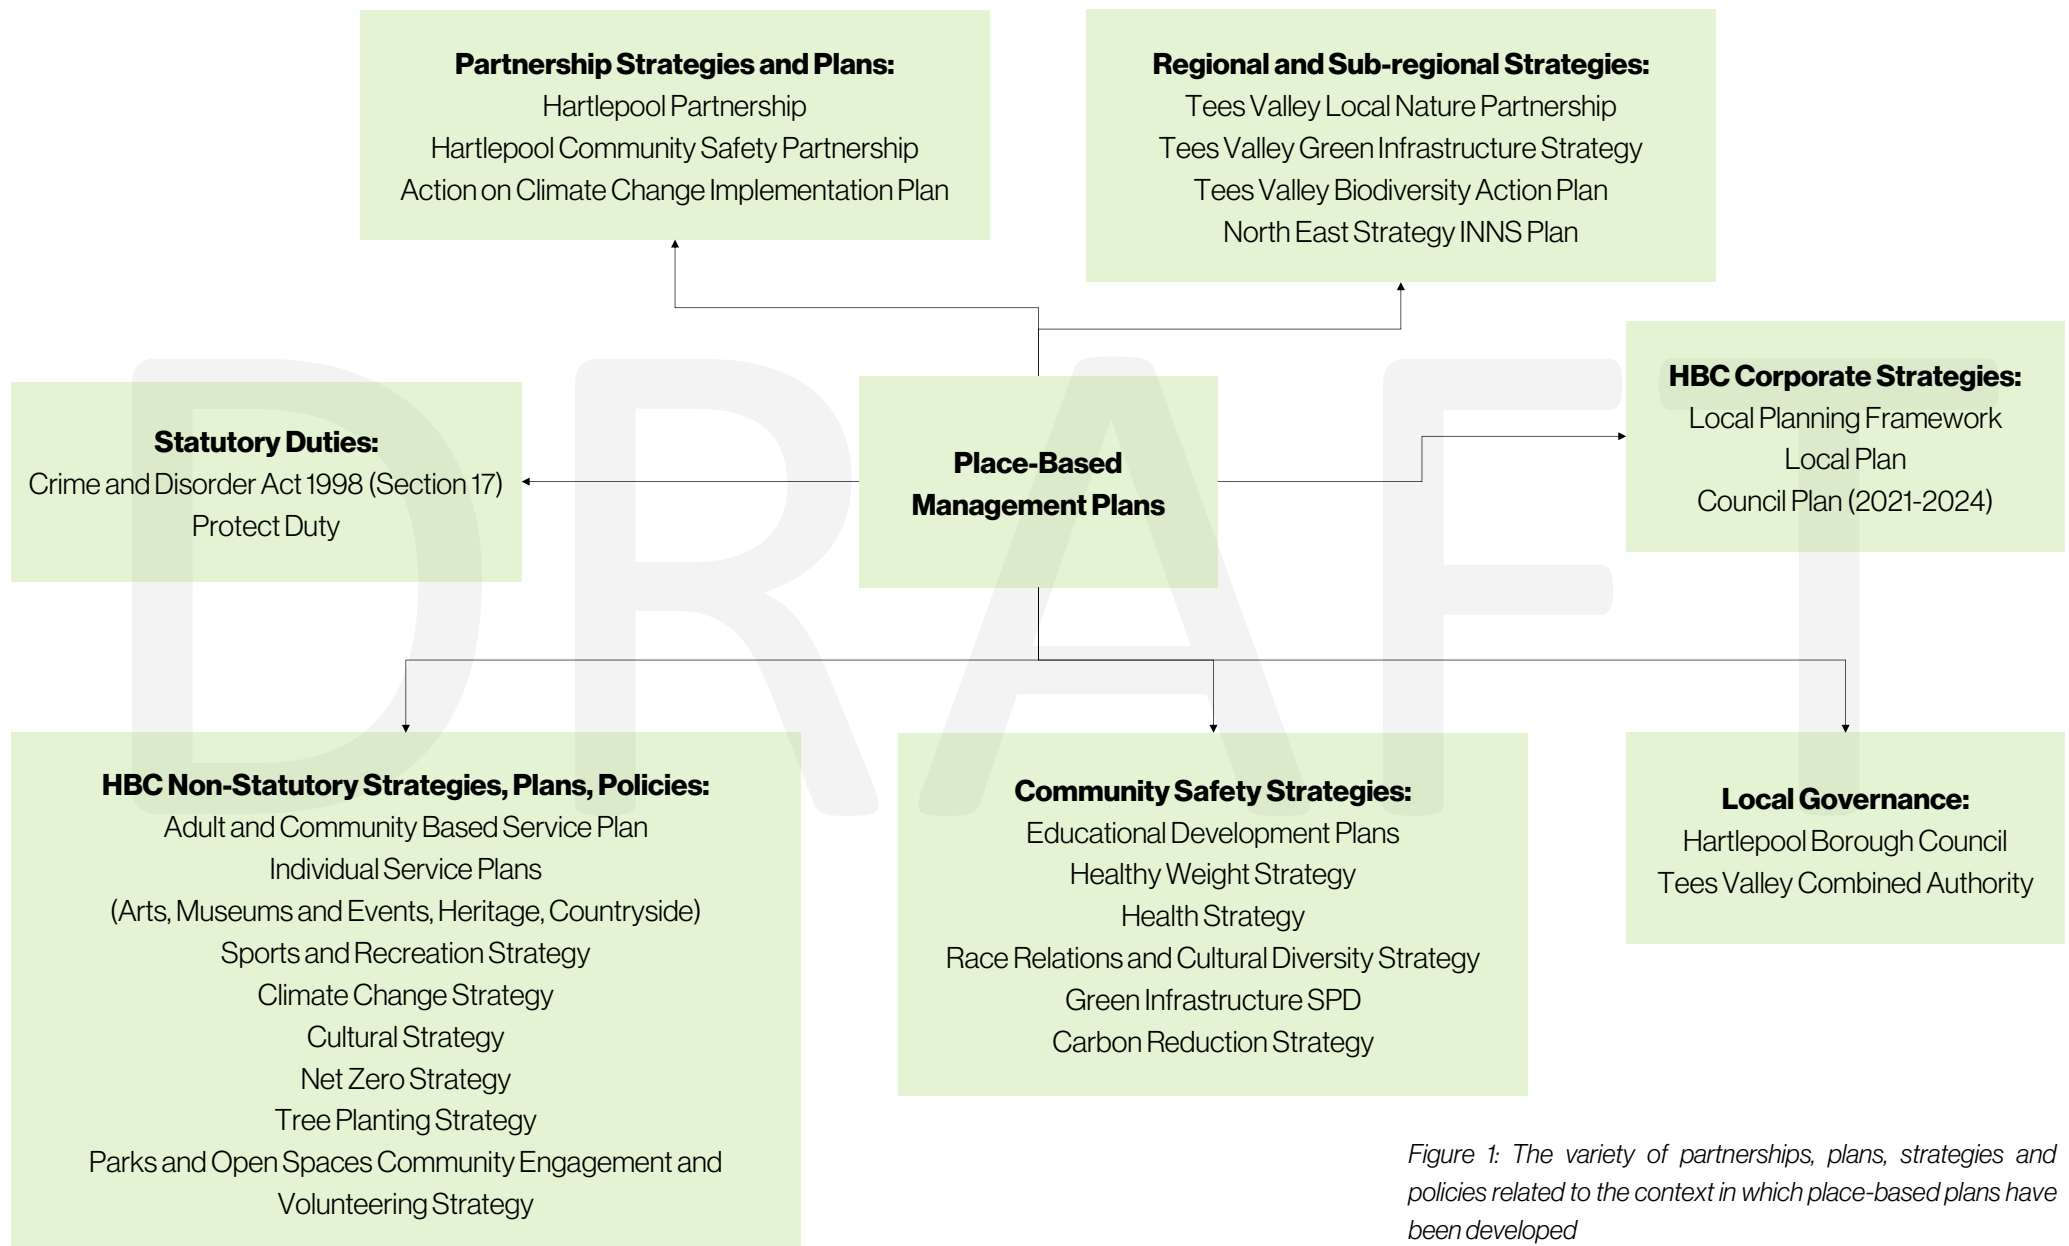 Partnership Strategies and Plans:
Hartlepool Partnership
Hartlepool Community Safety Partnership
Action on Climate Change Implementation Plan
Regional and Sub-regional Strategies:
Tees Valley Local Nature Partnership
Tees Valley Green Infrastructure Strategy
Tees Valley Biodiversity Action Plan
North East Strategy INNS Plan
Statutory Duties:
Crime and Disorder Act 1998 (Section 17)
Protect Duty
Place-Based
Management Plans
HBC Corporate Strategies:
Local Planning Framework
Local Plan
Council Plan (2021-2024)
DRAFT
HBC Non-Statutory Strategies, Plans, Policies:
Adult and Community Based Service Plan
Individual Service Plans
(Arts, Museums and Events, Heritage, Countryside)
Sports and Recreation Strategy
Climate Change Strategy
Cultural Strategy
Net Zero Strategy
Tree Planting Strategy
Parks and Open Spaces Community Engagement and
Volunteering Strategy
Community Safety Strategies:
Educational Development Plans
Healthy Weight Strategy
Health Strategy
Race Relations and Cultural Diversity Strategy
Green Infrastructure SPD
Carbon Reduction Strategy
Local Governance:
Hartlepool Borough Council
Tees Valley Combined Authority
Figure 1: The variety of partnerships, plans, strategies and
policies related to the context in which place-based plans have
been developed